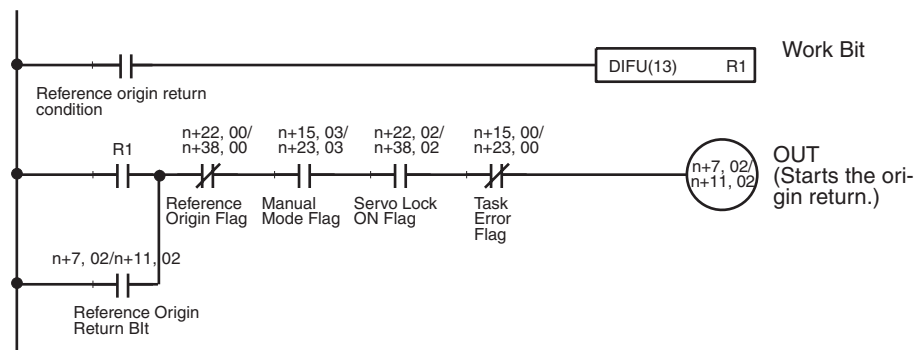 Work Bit
DIFU(13) R1
Reference origin return
condition
R1
n+22, 00/
n+38, 00
n+15, 03/
n+23, 03
n+22, 02/
n+38, 02
n+15, 00/
n+23, 00
n+7, 02/
n+11, 02
OUT
(Starts the ori-
gin return.)
Reference
Origin Flag
Manual
Mode Flag
Servo Lock
ON Flag
Task
Error
Flag
n+7, 02/n+11, 02
Reference Origin
Return BIt